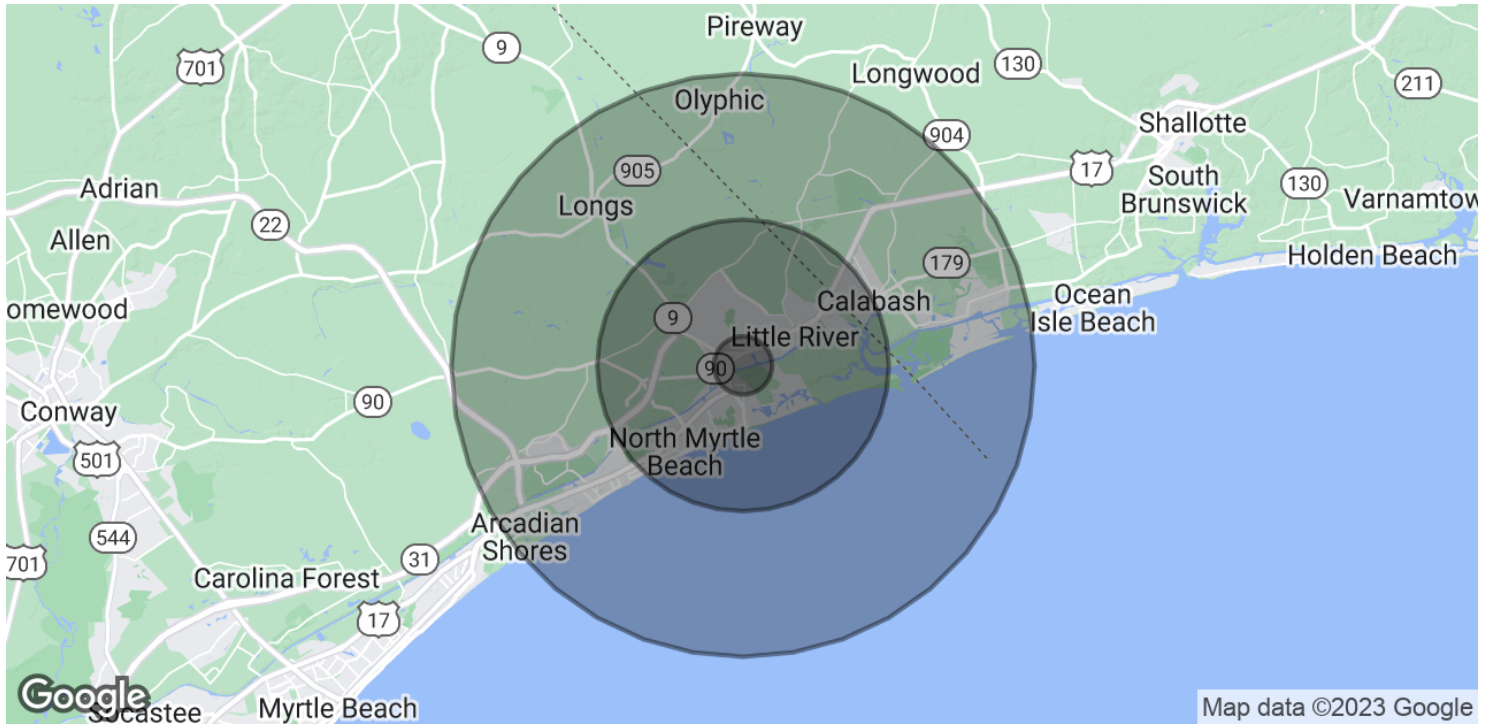 Pireway
9
701
130
Longwood
211
Olyphic
Shallotte
904
905
17
South
Brunswick
130
Adrian
Longs
Varnamtow
22
Allen
Holden Beach
179
Calabash
Ocean
Isle Beach
omewood
9
Little River
90
90
Conway
501
North Myrtle
Beach
Arcadian
Shores
544
701
31
Carolina Forest
17
Google
Socastee
Myrtle Beach
Map data ©2023 Google